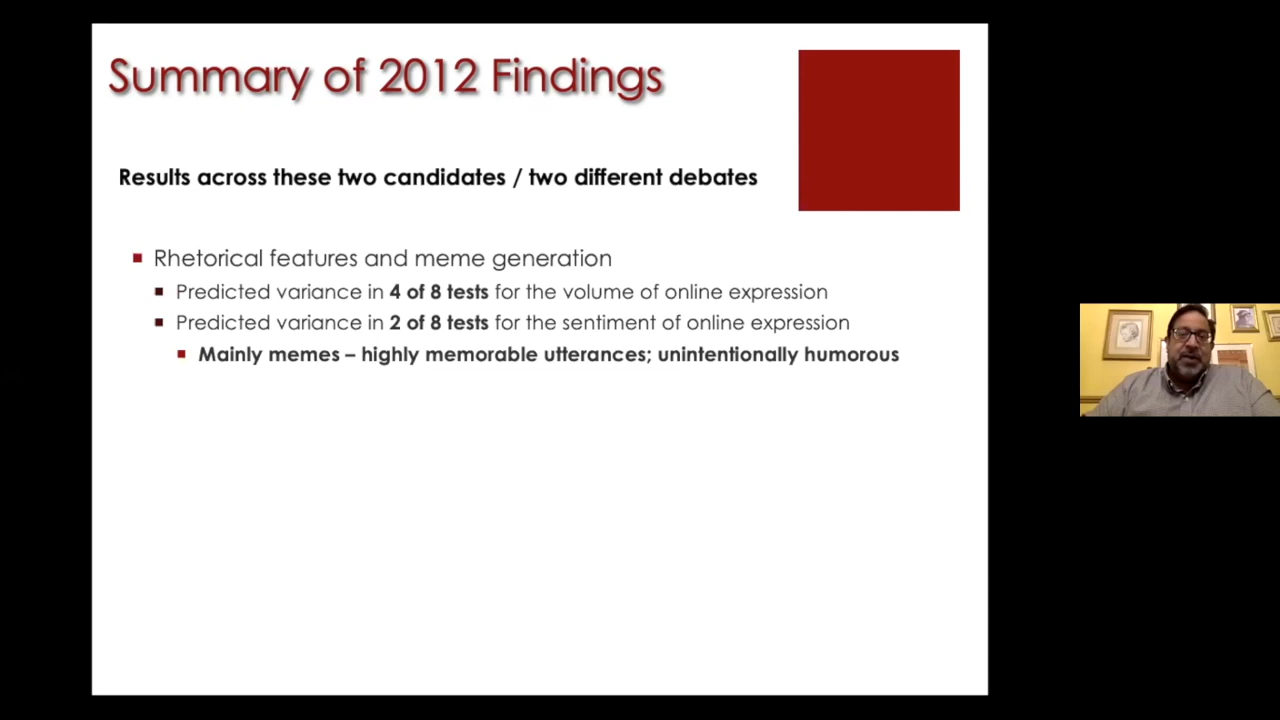 Summary of 2012 Findings
Results across these two candidates / two different debates
Rhetorical features and meme generation
Predicted variance in 4 of 8 tests for the volume of online expression
Predicted variance in 2 of 8 tests for the sentiment of online expression
Mainly memes – highly memorable utterances; unintentionally humorous